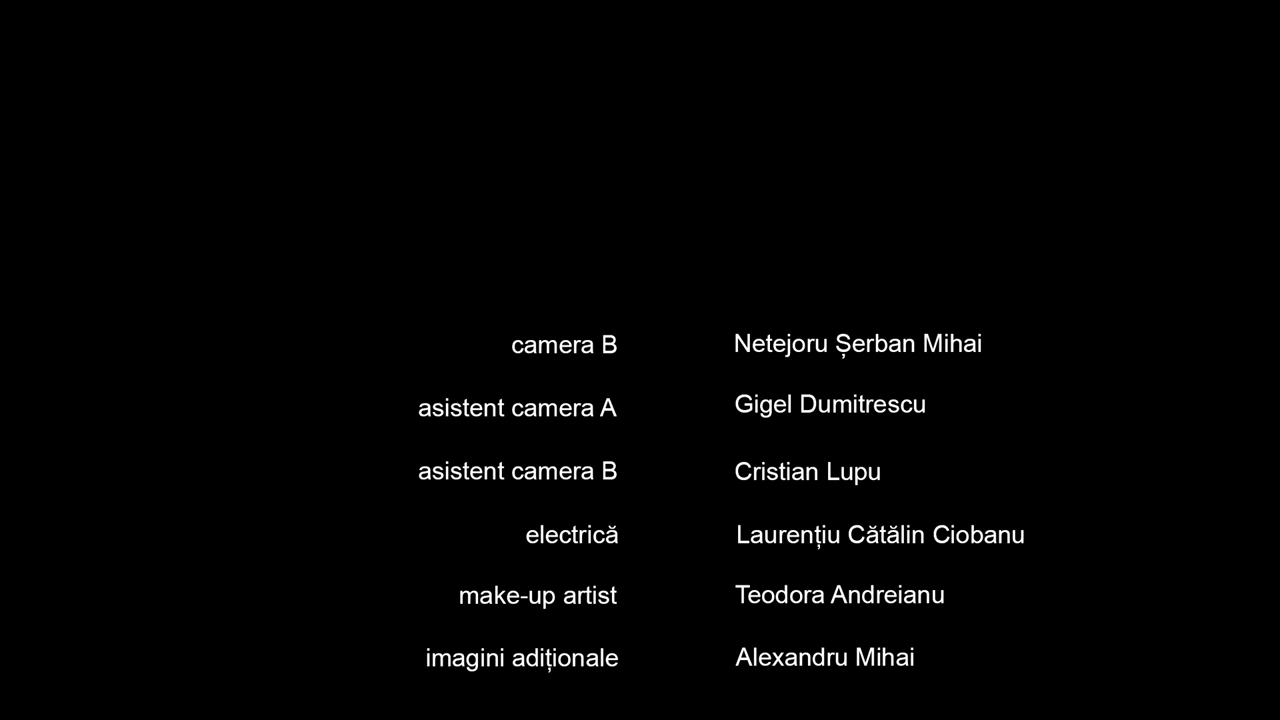 camera B Netejoru Șerban Mihai
asistent camera A Gigel Dumitrescu
asistent camera B Cristian Lupu
electrică Laurențiu Cătălin Ciobanu
make-up artist Teodora Andreianu
imagini adiționale Alexandru Mihai